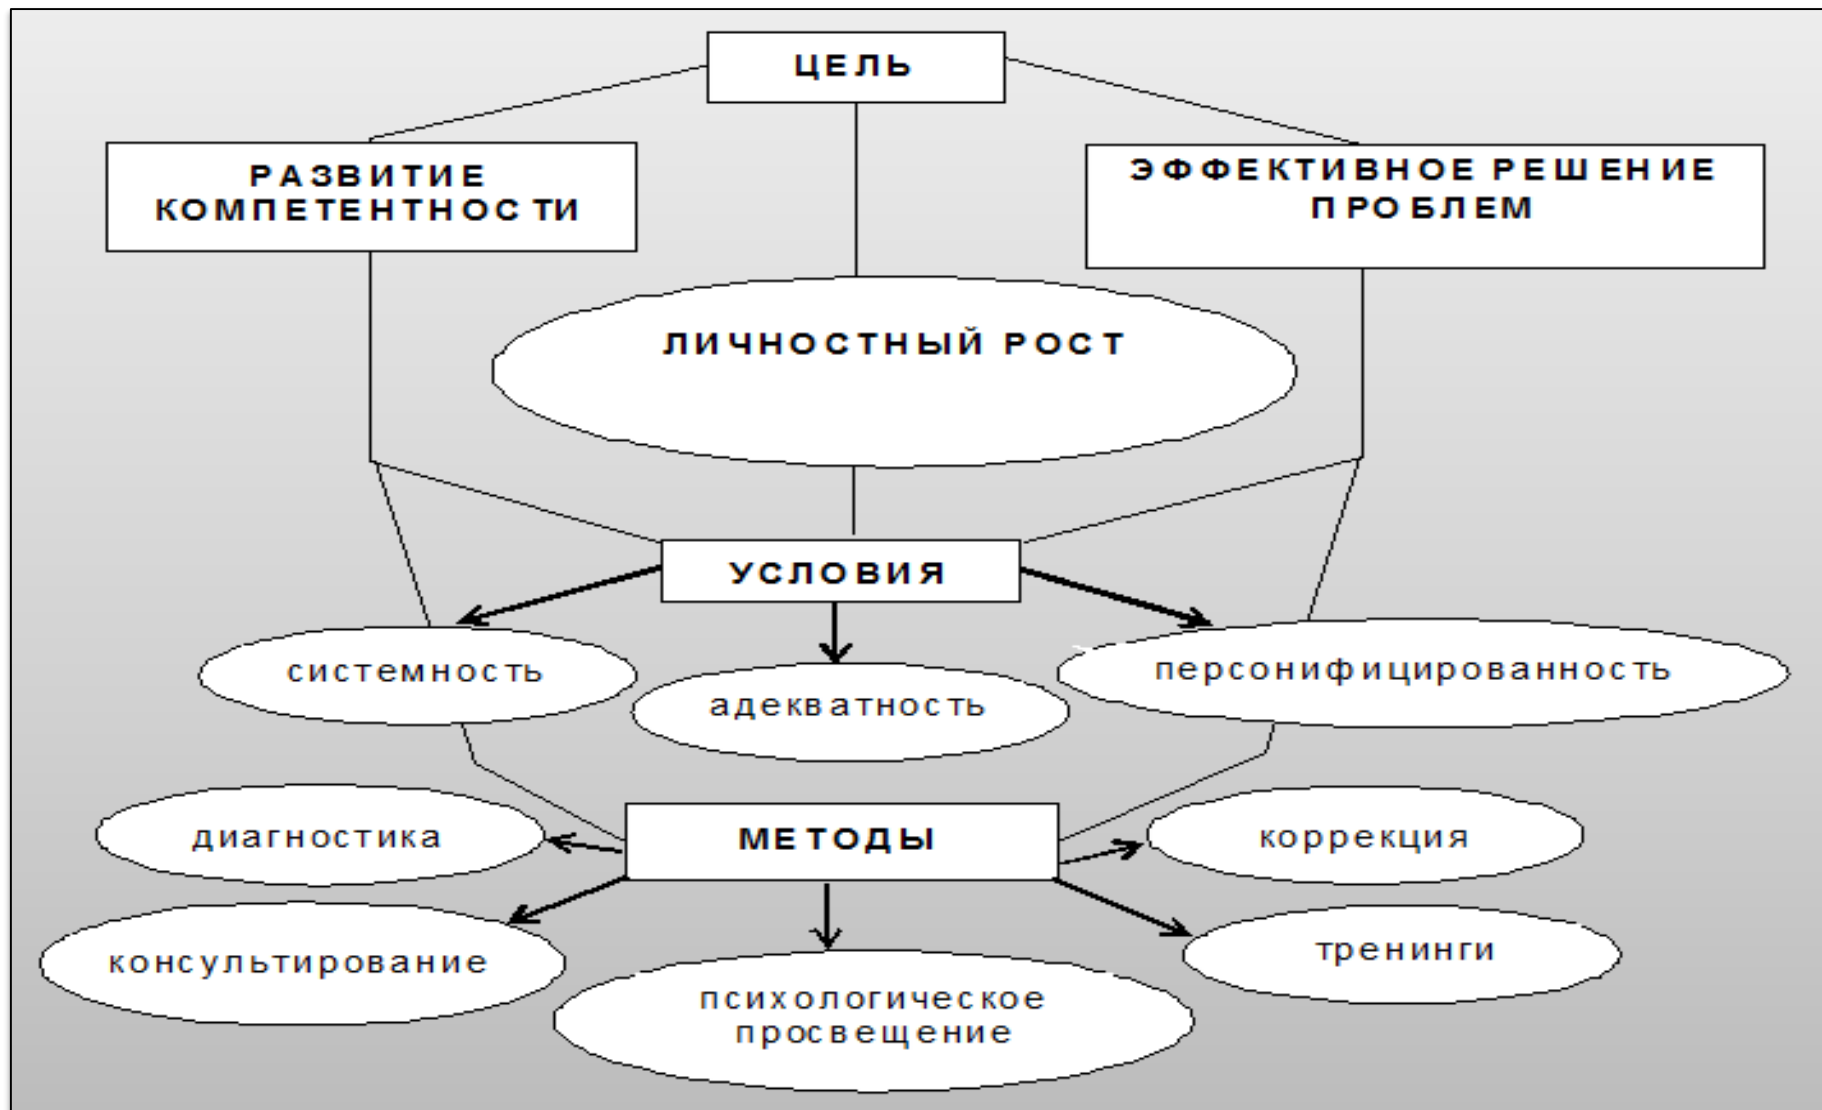 ЦЕЛЬ
РАЗВИТИЕ
КОМПЕТЕНТНОСТИ
ЭФФЕКТИВНОЕ РЕШЕНИЕ
ПРОБЛЕМ
ЛИЧНОСТНЫЙ РОСТ
УСЛОВИЯ
системность
адекватность
персонифицированность
МЕТОДЫ
диагностика
коррекция
консультирование
тренинги
психологическое
просвещение